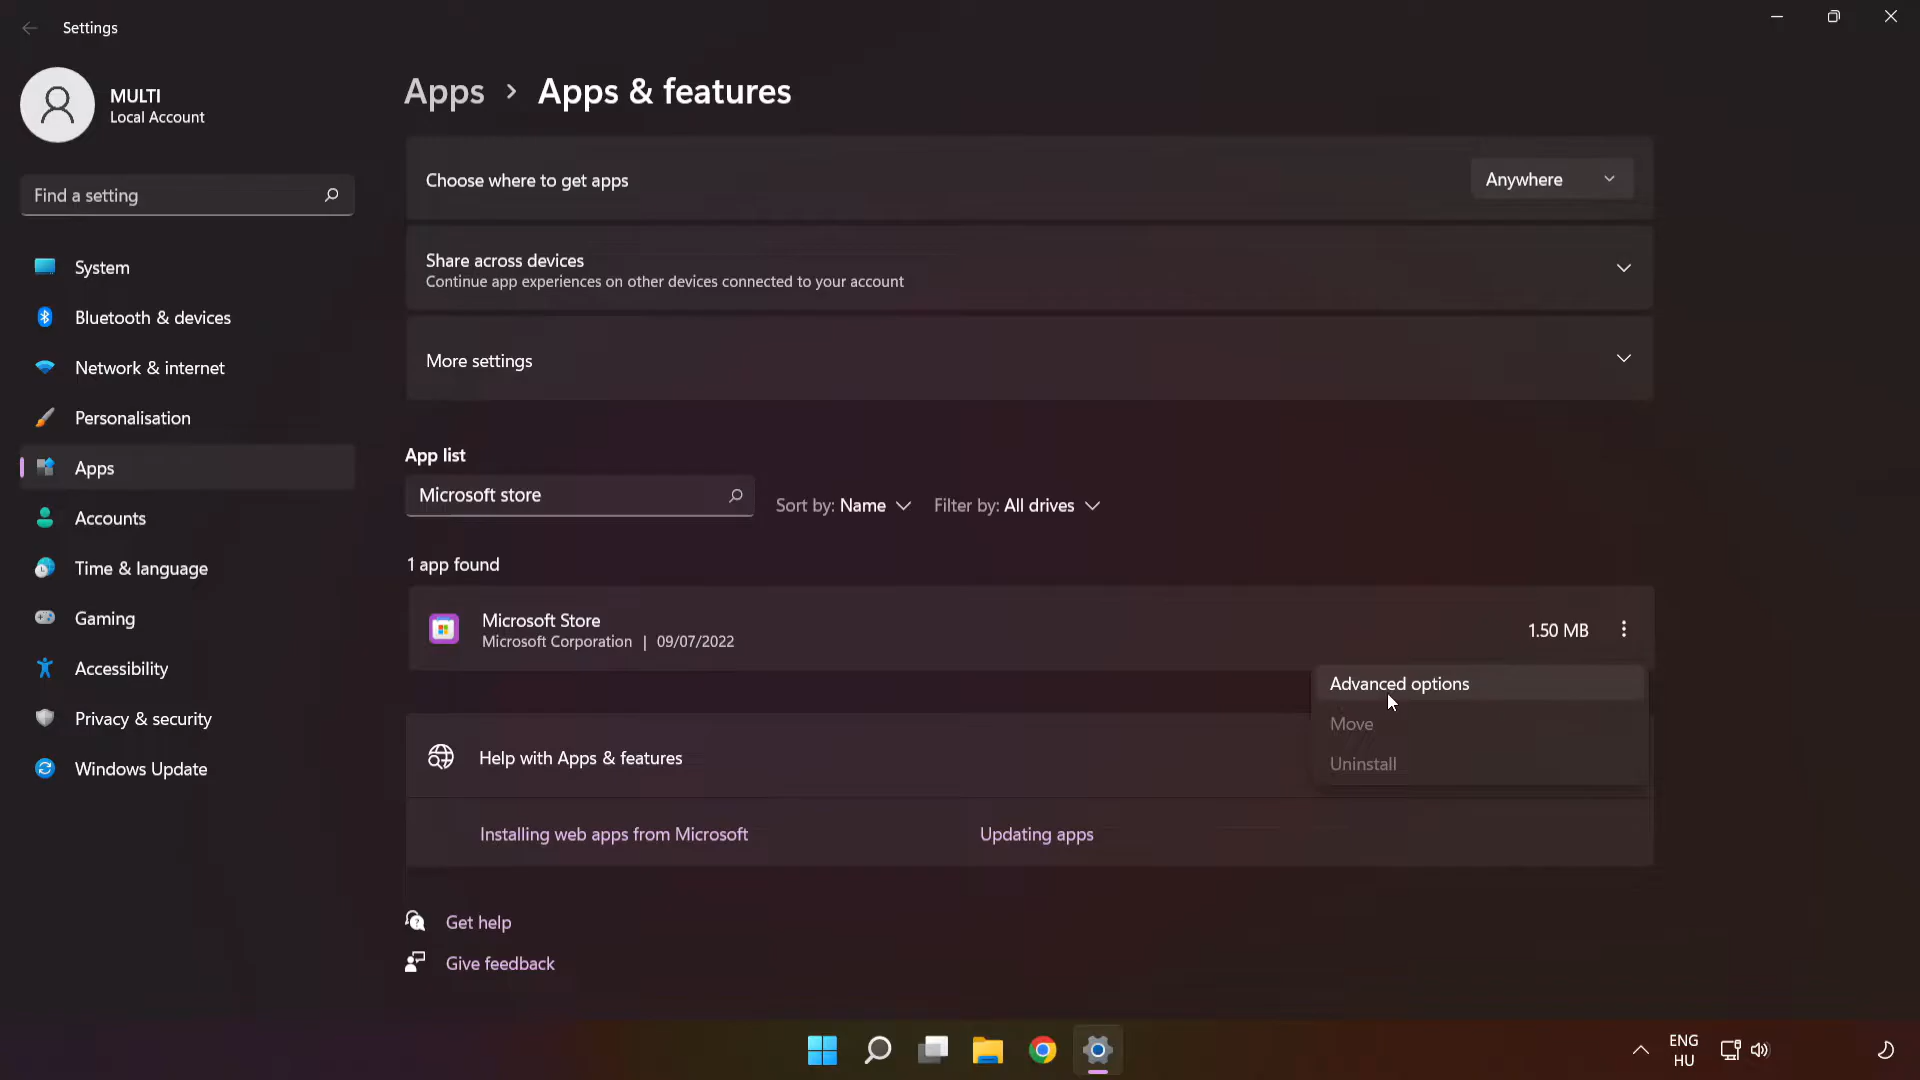 Settings
MULTI
Local Account
Find a setting
System
Bluetooth & devices
Network & internet
Personalisation
Apps
Accounts
Time & language
Gaming
Accessibility
Privacy & security
Windows Update
Apps > Apps & features
Choose where to get apps
Anywhere
Share across devices
Continue app experiences on other devices connected to your account
More settings
App list
Microsoft store
Sort by: Name
Filter by: All drives
1 app found
Microsoft Store
Microsoft Corporation | 09/07/2022
1.50 MB
Advanced options
Move
Uninstall
Help with Apps & features
Installing web apps from Microsoft
Updating apps
Get help
Give feedback
ENG
HU